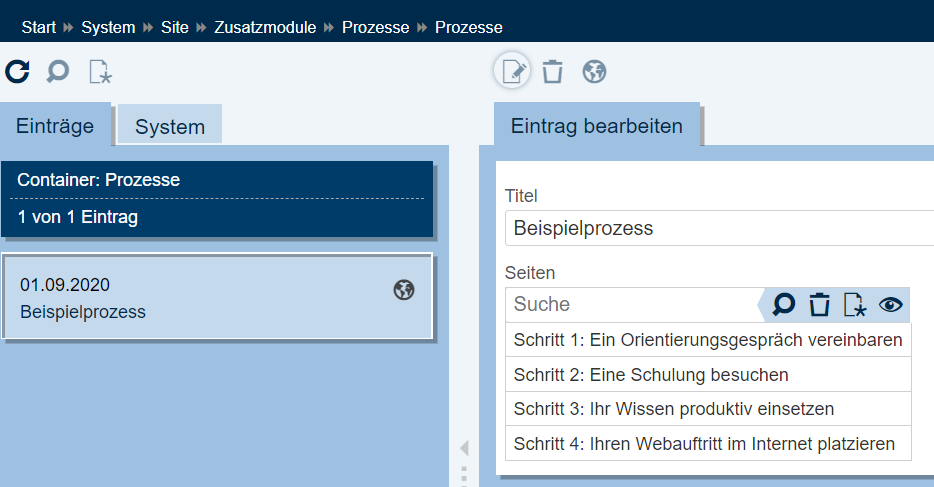 Start » System » Site » Zusatzmodule » Prozesse » Prozesse
Einträge
System
Container: Prozesse
1 von 1 Eintrag
01.09.2020
Beispielprozess
Eintrag bearbeiten
Titel
Beispielprozess
Seiten
Suche
Schritt 1: Ein Orientierungsgespräch vereinbaren
Schritt 2: Eine Schulung besuchen
Schritt 3: Ihr Wissen produktiv einsetzen
Schritt 4: Ihren Webauftritt im Internet platzieren